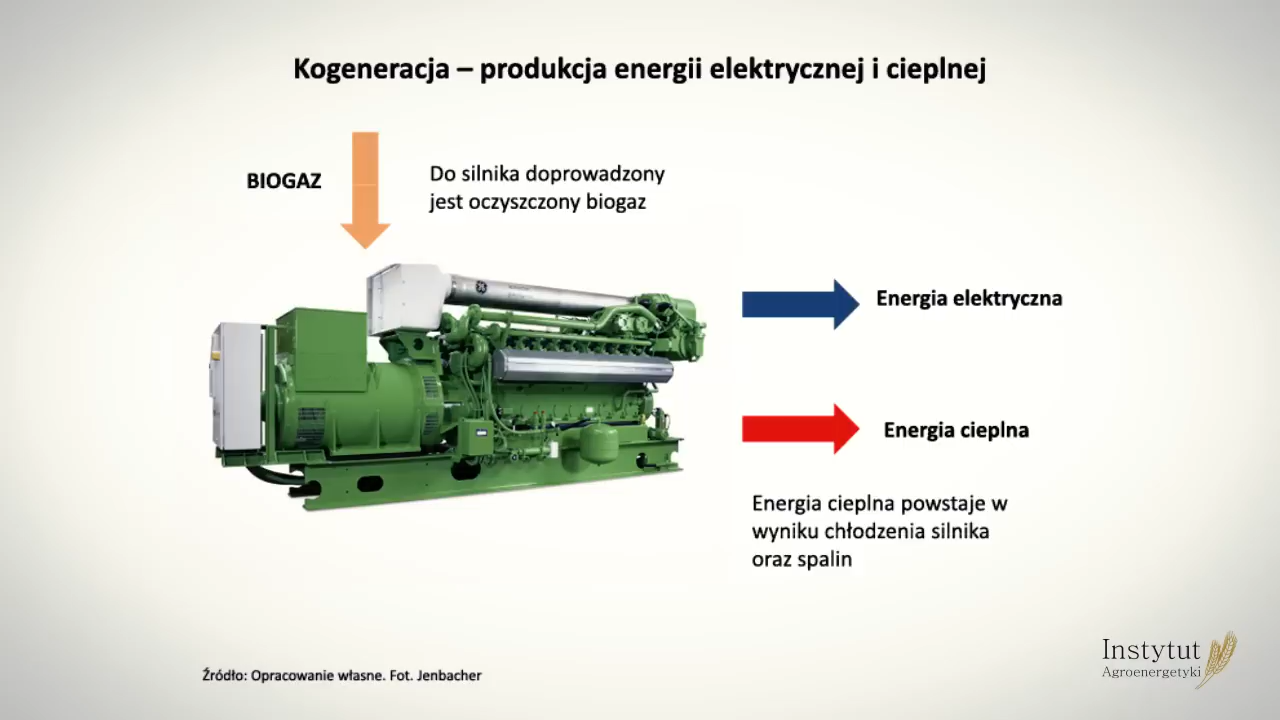 Kogeneracja – produkcja energii elektrycznej i cieplnej
BIOGAZ
Do silnika doprowadzony
jest oczyszczony biogaz
Energia elektryczna
Energia cieplna
Energia cieplna powstaje w
wyniku chłodzenia silnika
oraz spalin
Źródło: Opracowanie własne. Fot. Jenbacher
Instytut
Agroenergetyki